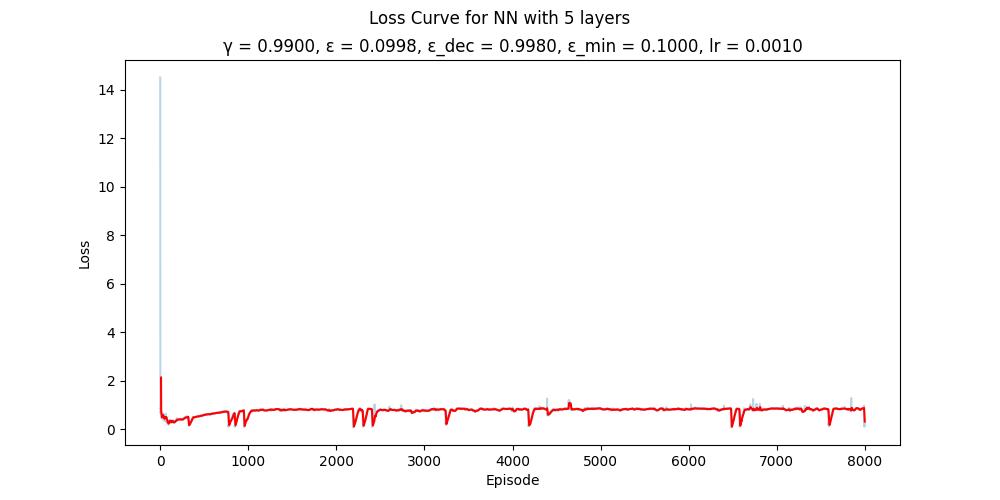 Loss Curve for NN with 5 layers
γ = 0.9900, ε = 0.0998, ε_dec = 0.9980, ε_min = 0.1000, lr = 0.0010
14
12
10
8
6
4
2
0
Loss
0 1000 2000 3000 4000 5000 6000 7000 8000
Episode